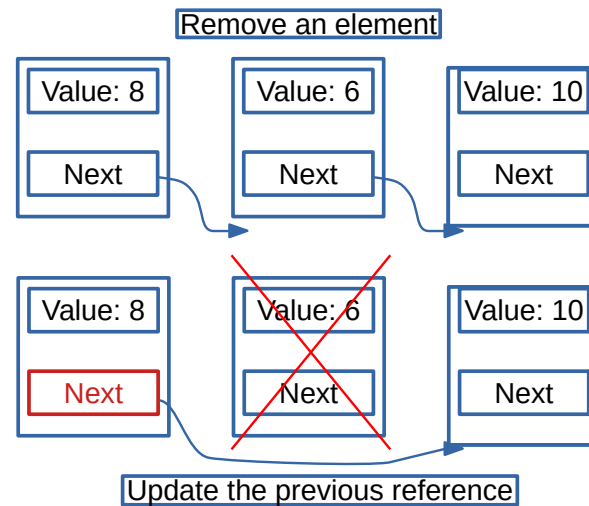 Remove an element
Value: 8
Value: 6
Value: 10
Next
Next
Next
Value: 8
Value: 6
Value: 10
Next
Next
Next
Update the previous reference